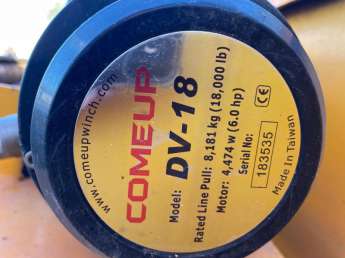 www.comeupwinch.com
COMEUP
Model: DV-18
Rated Line Pull: 8,181 kg (18,000 lb)
Motor: 4,474 w (6.0 hp)
Serial No:
183535
CE
Made In Taiwan